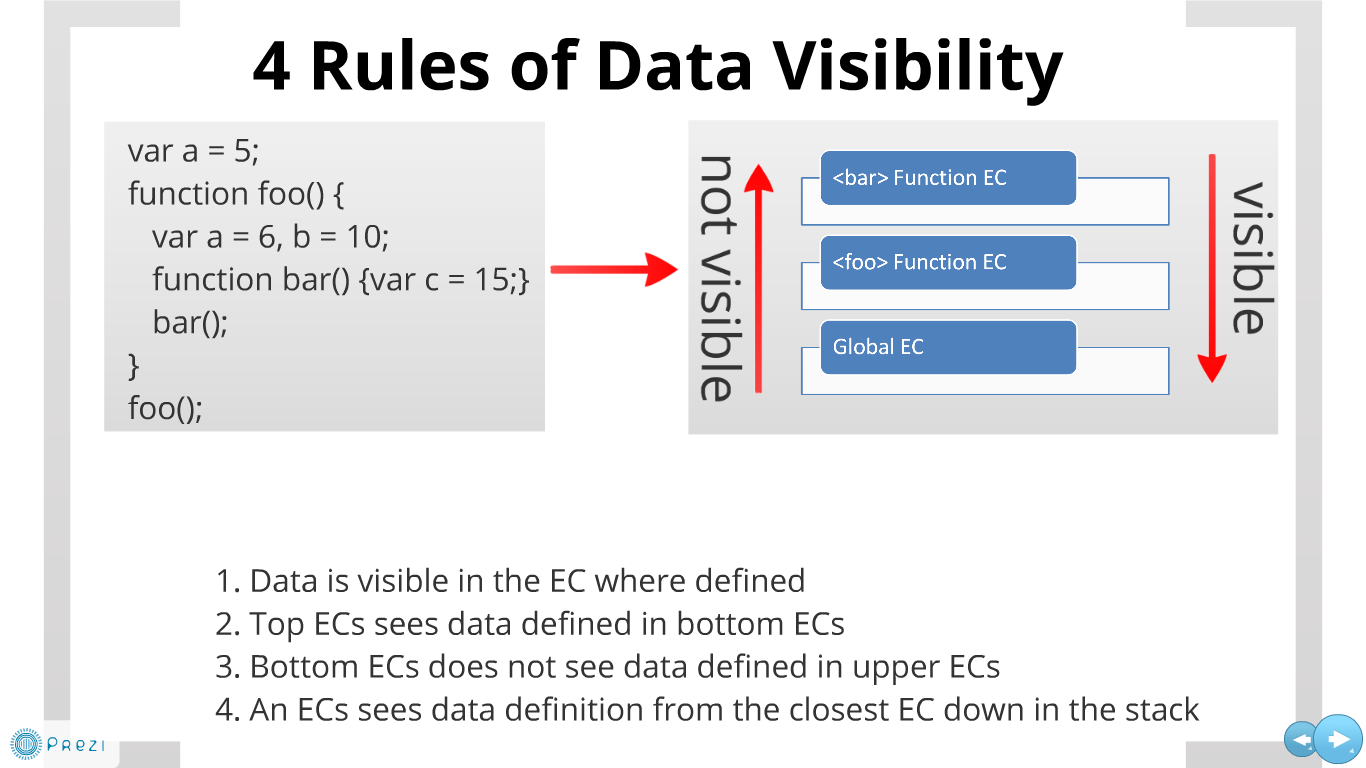 4 Rules of Data Visibility
var a = 5;
function foo() {
var a = 6, b = 10;
function bar() {var c = 15;}
bar();
}
foo();
not visible
<bar> Function EC
<foo> Function EC
Global EC
visible
1. Data is visible in the EC where defined
2. Top ECs sees data defined in bottom ECs
3. Bottom ECs does not see data defined in upper ECs
4. An ECs sees data definition from the closest EC down in the stack
Prezi